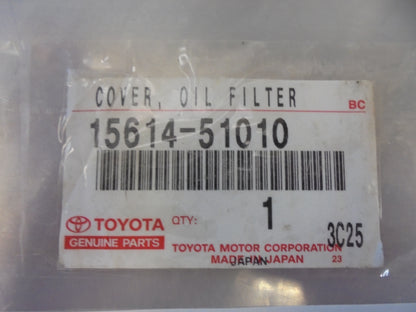 COVER, OIL FILTER
BC
15614-51010
TOYOTA
GENUINE PARTS
QTY:
1
3C25
TOYOTA MOTOR CORPORATION
MADE IN JAPAN 23
JAPAN